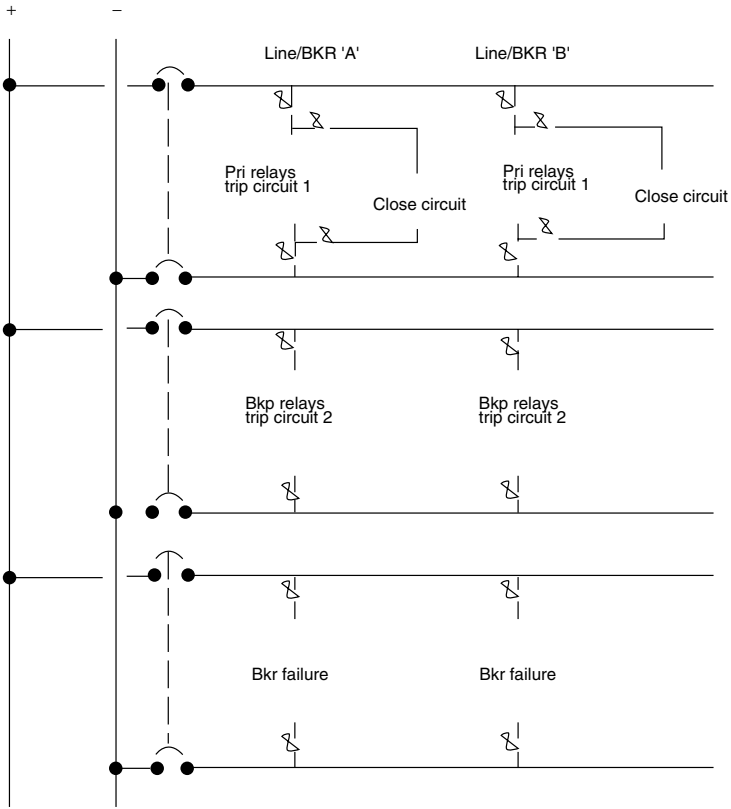 + −
Line/BKR 'A' Line/BKR 'B'
Pri relays
trip circuit 1
Close circuit
Pri relays
trip circuit 1
Close circuit
Bkp relays
trip circuit 2
Bkp relays
trip circuit 2
Bkr failure Bkr failure